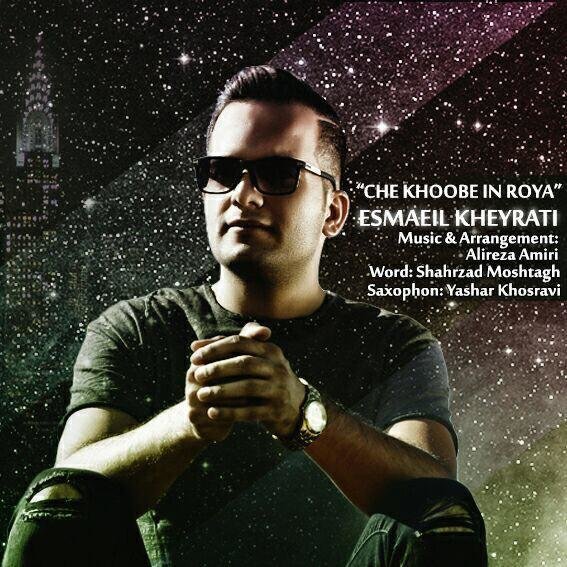 "CHE KHOOBE IN ROYA"
ESMAEIL KHEYRATI
Music & Arrangement:
Alireza Amiri
Word: Shahrzad Moshtagh
Saxophon: Yashar Khosravi